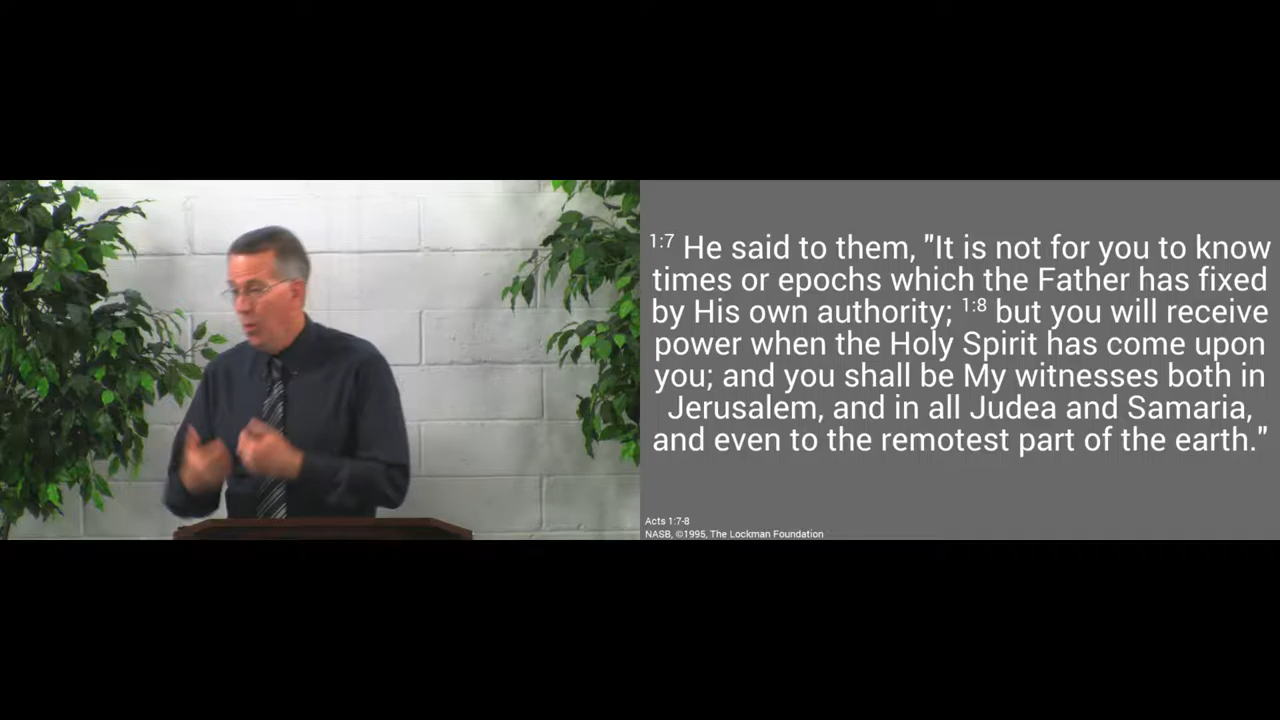 1:7 He said to them, "It is not for you to know
times or epochs which the Father has fixed
by His own authority; 1:8 but you will receive
power when the Holy Spirit has come upon
you; and you shall be My witnesses both in
Jerusalem, and in all Judea and Samaria,
and even to the remotest part of the earth."
Acts 1:7-8
NASB, ©1995, The Lockman Foundation